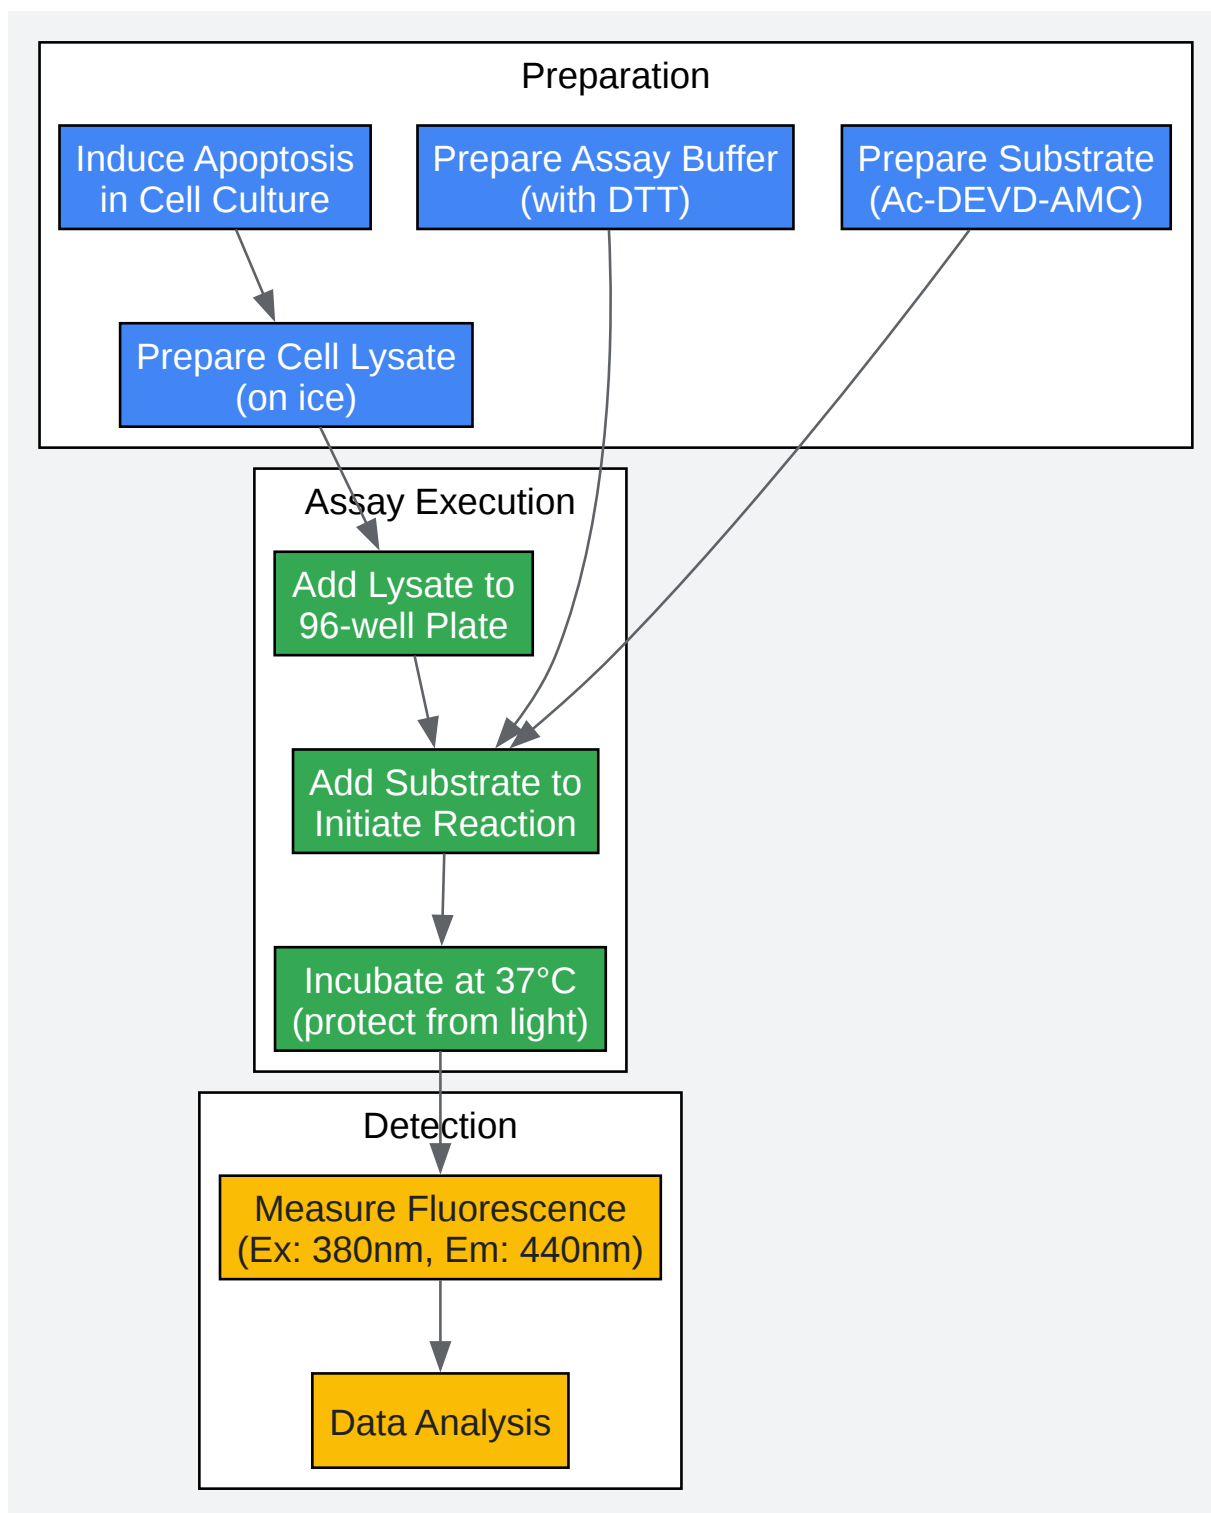 Preparation
Induce Apoptosis
in Cell Culture
Prepare Assay Buffer
(with DTT)
Prepare Substrate
(Ac-DEVD-AMC)
Prepare Cell Lysate
(on ice)
Assay Execution
Add Lysate to
96-well Plate
Add Substrate to
Initiate Reaction
Incubate at 37°C
(protect from light)
Detection
Measure Fluorescence
(Ex: 380nm, Em: 440nm)
Data Analysis